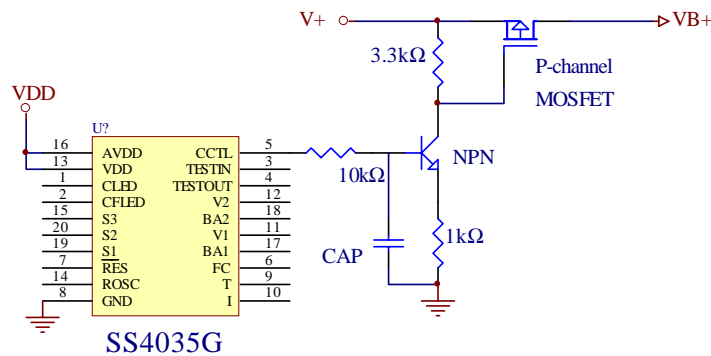 V+
VB+
3.3kΩ
P-channel
MOSFET
VDD
U?
16 AVDD CCTL 5
13 VDD TESTIN 3
1 CLED TESTOUT 4
2 CFLED V2 12
15 S3 BA2 18
20 S2 V1 11
19 S1 BA1 17
7 RES FC 6
14 ROSC T 9
8 GND I 10
NPN
10kΩ
CAP
1kΩ
SS4035G